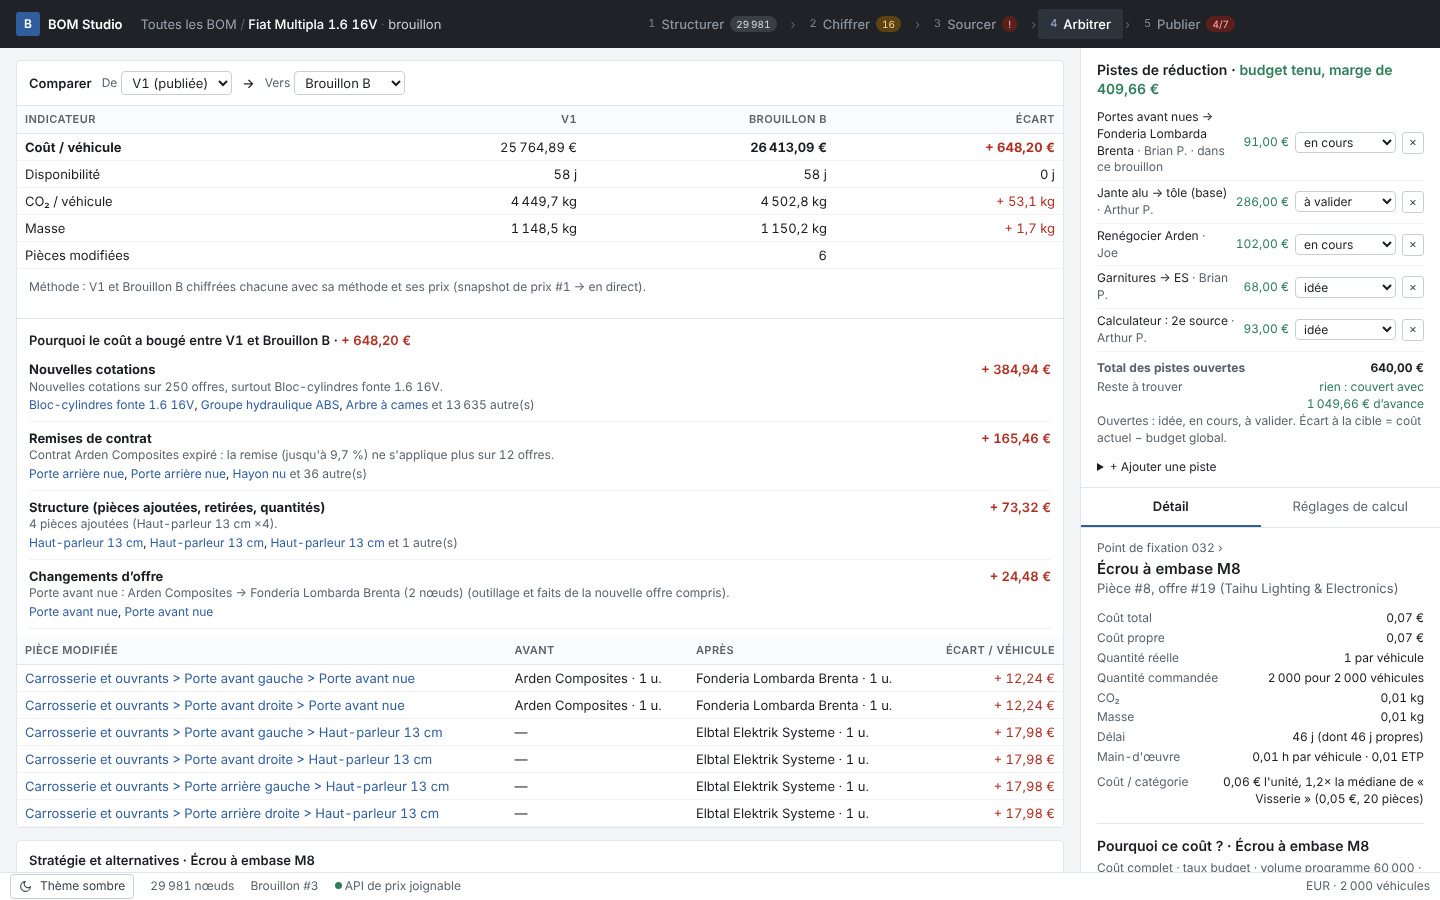 B BOM Studio Toutes les BOM / Fiat Multipla 1.6 16V · brouillon 1 Structurer 29 981 › 2 Chiffrer 16 › 3 Sourcer ! › 4 Arbitrer › 5 Publier 4/7
Comparer De V1 (publiée) → Vers Brouillon B
INDICATEUR V1 BROUILLON B ÉCART
Coût / véhicule 25 764,89 € 26 413,09 € + 648,20 €
Disponibilité 58 j 58 j 0 j
CO₂ / véhicule 4 449,7 kg 4 502,8 kg + 53,1 kg
Masse 1 148,5 kg 1 150,2 kg + 1,7 kg
Pièces modifiées 6
Méthode : V1 et Brouillon B chiffrées chacune avec sa méthode et ses prix (snapshot de prix #1 → en direct).
Pourquoi le coût a bougé entre V1 et Brouillon B · + 648,20 €
Nouvelles cotations + 384,94 €
Nouvelles cotations sur 250 offres, surtout Bloc-cylindres fonte 1.6 16V.
Bloc-cylindres fonte 1.6 16V, Groupe hydraulique ABS, Arbre à cames et 13 635 autre(s)
Remises de contrat + 165,46 €
Contrat Arden Composites expiré : la remise (jusqu'à 9,7 %) ne s'applique plus sur 12 offres.
Porte arrière nue, Porte arrière nue, Hayon nu et 36 autre(s)
Structure (pièces ajoutées, retirées, quantités) + 73,32 €
4 pièces ajoutées (Haut-parleur 13 cm ×4).
Haut-parleur 13 cm, Haut-parleur 13 cm, Haut-parleur 13 cm et 1 autre(s)
Changements d’offre + 24,48 €
Porte avant nue : Arden Composites → Fonderia Lombarda Brenta (2 nœuds) (outillage et faits de la nouvelle offre compris).
Porte avant nue, Porte avant nue
PIÈCE MODIFIÉE AVANT APRÈS ÉCART / VÉHICULE
Carrosserie et ouvrants > Porte avant gauche > Porte avant nue Arden Composites · 1 u. Fonderia Lombarda Brenta · 1 u. + 12,24 €
Carrosserie et ouvrants > Porte avant droite > Porte avant nue Arden Composites · 1 u. Fonderia Lombarda Brenta · 1 u. + 12,24 €
Carrosserie et ouvrants > Porte avant gauche > Haut-parleur 13 cm — Elbtal Elektrik Systeme · 1 u. + 17,98 €
Carrosserie et ouvrants > Porte avant droite > Haut-parleur 13 cm — Elbtal Elektrik Systeme · 1 u. + 17,98 €
Carrosserie et ouvrants > Porte arrière gauche > Haut-parleur 13 cm — Elbtal Elektrik Systeme · 1 u. + 17,98 €
Carrosserie et ouvrants > Porte arrière droite > Haut-parleur 13 cm — Elbtal Elektrik Systeme · 1 u. + 17,98 €
Stratégie et alternatives · Écrou à embase M8
Pistes de réduction · budget tenu, marge de
409,66 €
Portes avant nues →
Fonderia Lombarda
Brenta · Brian P. · dans
ce brouillon
91,00 € en cours ×
Jante alu → tôle (base)
· Arthur P.
286,00 € à valider ×
Renégocier Arden ·
Joe
102,00 € en cours ×
Garnitures → ES · Brian
P.
68,00 € idée ×
Calculateur : 2e source ·
Arthur P.
93,00 € idée ×
Total des pistes ouvertes 640,00 €
Reste à trouver rien : couvert avec
1 049,66 € d’avance
Ouvertes : idée, en cours, à valider. Écart à la cible = coût
actuel − budget global.
+ Ajouter une piste
Détail Réglages de calcul
Point de fixation 032 ›
Écrou à embase M8
Pièce #8, offre #19 (Taihu Lighting & Electronics)
Coût total 0,07 €
Coût propre 0,07 €
Quantité réelle 1 par véhicule
Quantité commandée 2 000 pour 2 000 véhicules
CO₂ 0,01 kg
Masse 0,01 kg
Délai 46 j (dont 46 j propres)
Main-d'œuvre 0,01 h par véhicule · 0,01 ETP
Coût / catégorie 0,06 € l'unité, 1,2× la médiane de «
Visserie » (0,05 €, 20 pièces)
Pourquoi ce coût ? · Écrou à embase M8
Coût complet · taux budget · volume programme 60 000 ·
Thème sombre 29 981 nœuds Brouillon #3 API de prix joignable EUR · 2 000 véhicules